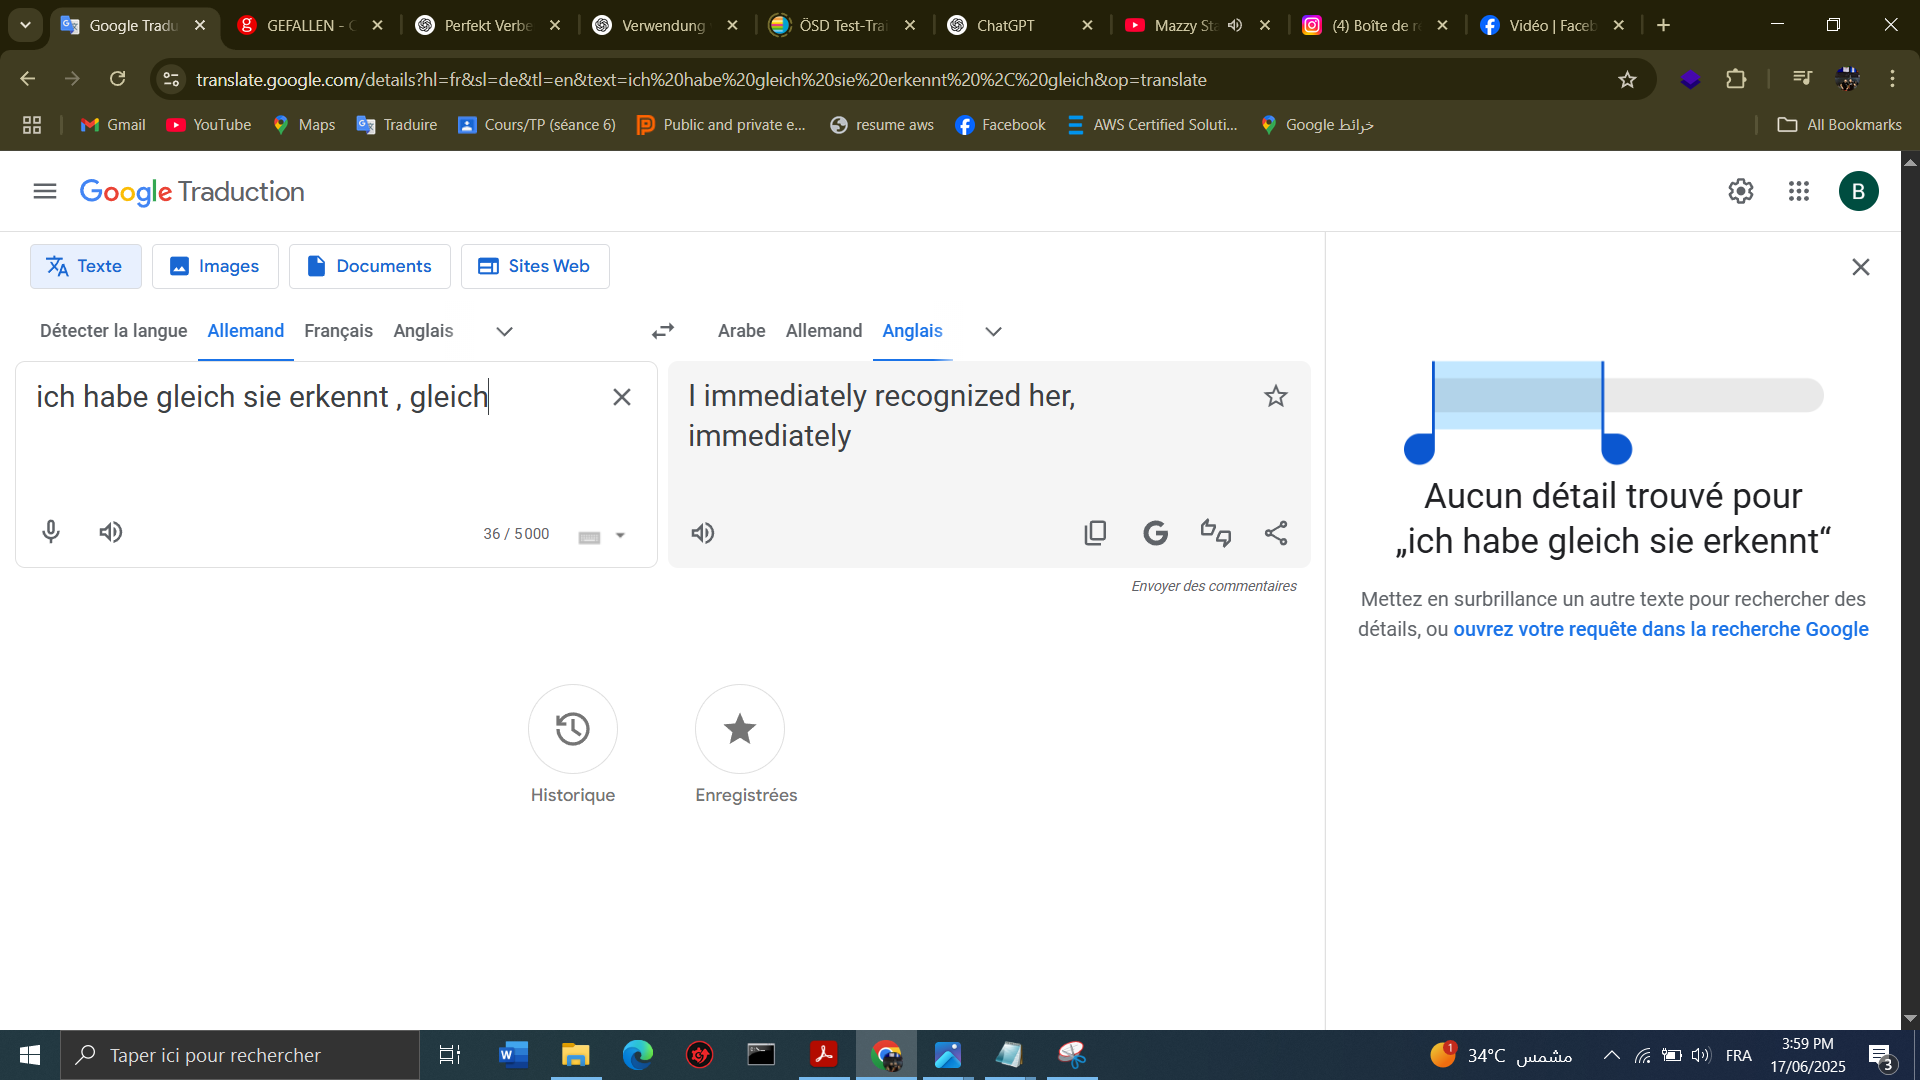 Google Tradu
GEFALLEN - C
Perfekt Verbe
Verwendung
ÖSD Test-Trai
ChatGPT
Mazzy Sta
(4) Boîte de r
Vidéo | Faceb
translate.google.com/details?hl=fr&sl=de&tl=en&text=ich%20habe%20gleich%20sie%20erkennt%20%2C%20gleich&op=translate
Gmail
YouTube
Maps
Traduire
Cours/TP (séance 6)
Public and private e...
resume aws
Facebook
AWS Certified Soluti...
Google خرائط
All Bookmarks
Google Traduction
B
Texte
Images
Documents
Sites Web
Détecter la langue
Allemand
Français
Anglais
Arabe
Allemand
Anglais
ich habe gleich sie erkennt , gleich
36 / 5 000
I immediately recognized her,
immediately
Envoyer des commentaires
Aucun détail trouvé pour
„ich habe gleich sie erkennt“
Mettez en surbrillance un autre texte pour rechercher des
détails, ou ouvrez votre requête dans la recherche Google
Historique
Enregistrées
Taper ici pour rechercher
1
34°C مشمس
FRA
3:59 PM
17/06/2025
3